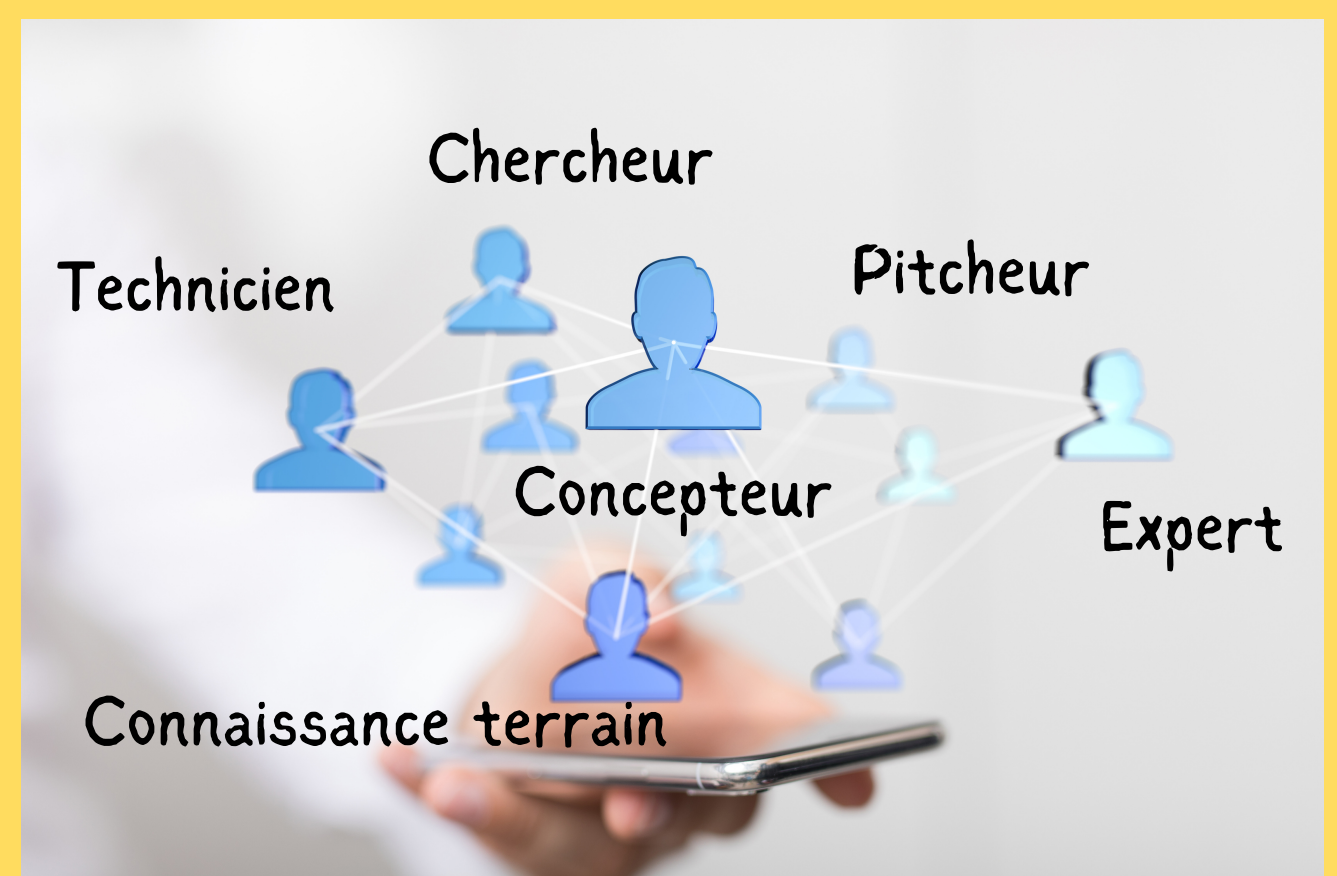 Chercheur
Technicien
Pitcheur
Concepteur
Expert
Connaissance terrain